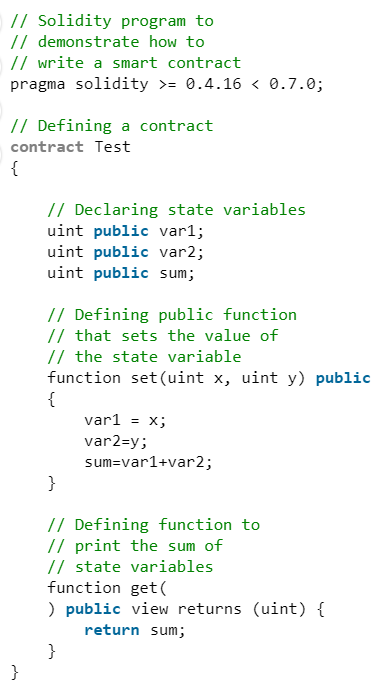 // Solidity program to
// demonstrate how to
// write a smart contract
pragma solidity >= 0.4.16 < 0.7.0;

// Defining a contract
contract Test
{

    // Declaring state variables
    uint public var1;
    uint public var2;
    uint public sum;

    // Defining public function
    // that sets the value of
    // the state variable
    function set(uint x, uint y) public
    {
        var1 = x;
        var2=y;
        sum=var1+var2;
    }

    // Defining function to
    // print the sum of
    // state variables
    function get(
    ) public view returns (uint) {
        return sum;
    }
}